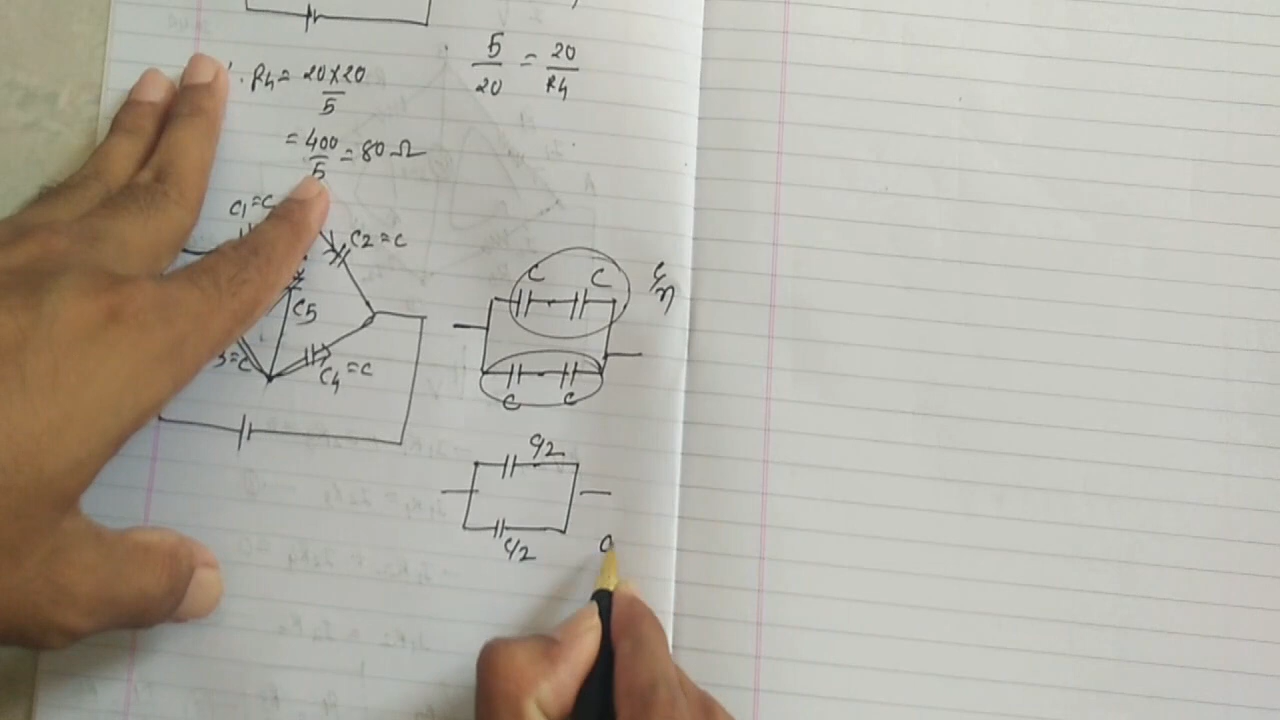 5/20 = 20/R4
∴ R4 = 20×20/5
= 400/5 = 80 Ω
C1 = C
C2 = C
C5
3 = C
C4 = C
C C C/n
C C
C/2
C/2
C